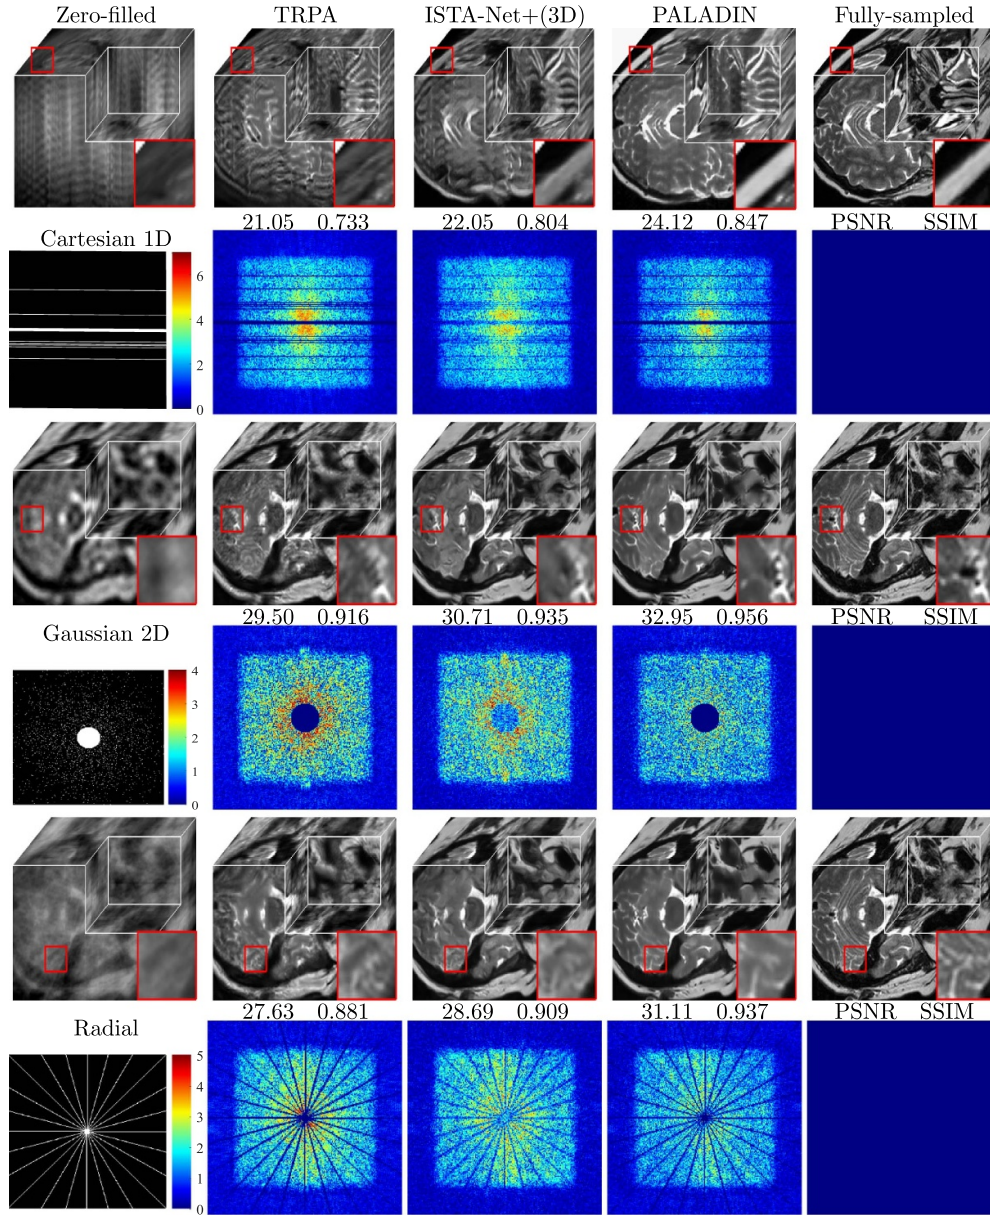 Zero-filled TRPA ISTA-Net+(3D) PALADIN Fully-sampled
21.05 0.733 22.05 0.804 24.12 0.847 PSNR SSIM
Cartesian 1D
6
4
2
0
29.50 0.916 30.71 0.935 32.95 0.956 PSNR SSIM
Gaussian 2D
4
3
2
1
0
27.63 0.881 28.69 0.909 31.11 0.937 PSNR SSIM
Radial
5
4
3
2
1
0